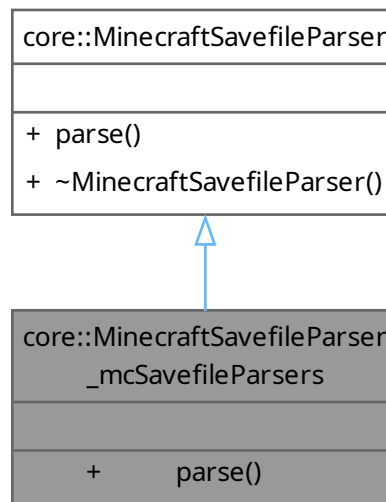 core::MinecraftSavefileParser
+ parse()
+ ~MinecraftSavefileParser()
core::MinecraftSavefileParser
_mcSavefileParsers
+ parse()